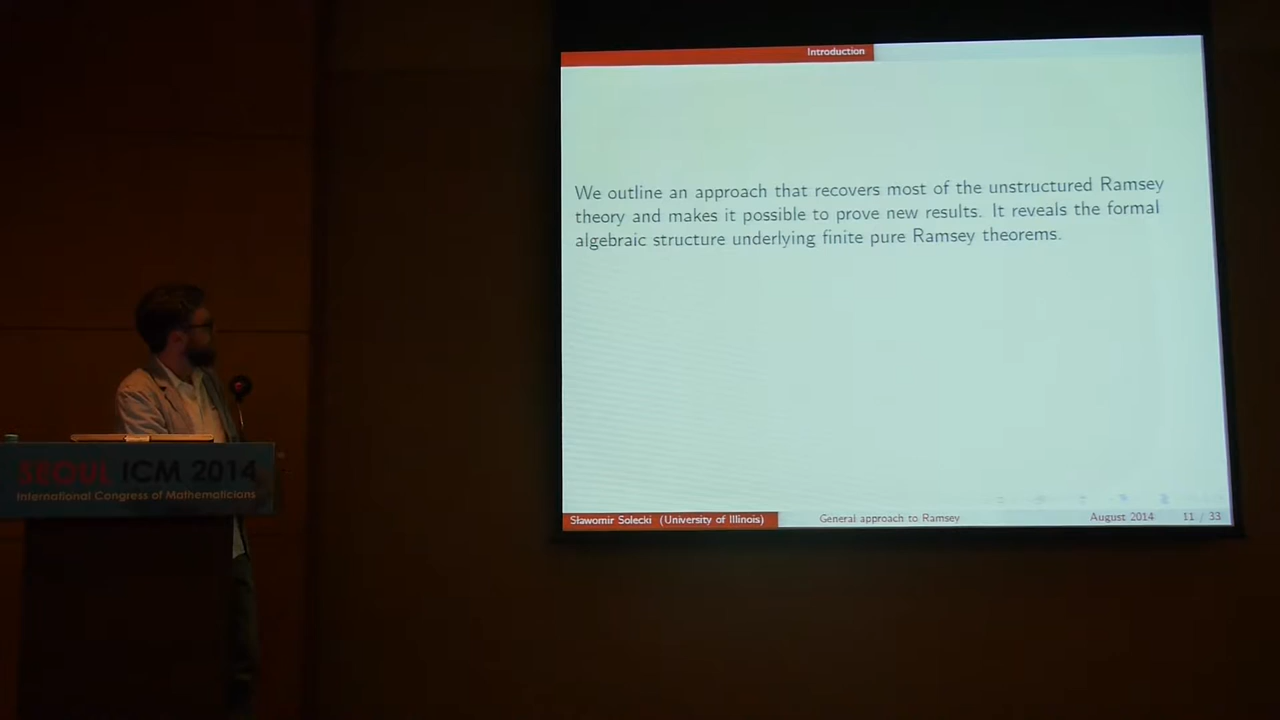 Introduction
We outline an approach that recovers most of the unstructured Ramsey
theory and makes it possible to prove new results. It reveals the formal
algebraic structure underlying finite pure Ramsey theorems.
Sławomir Solecki (University of Illinois)
General approach to Ramsey
August 2014
11 / 33
SEOUL ICM 2014
International Congress of Mathematicians